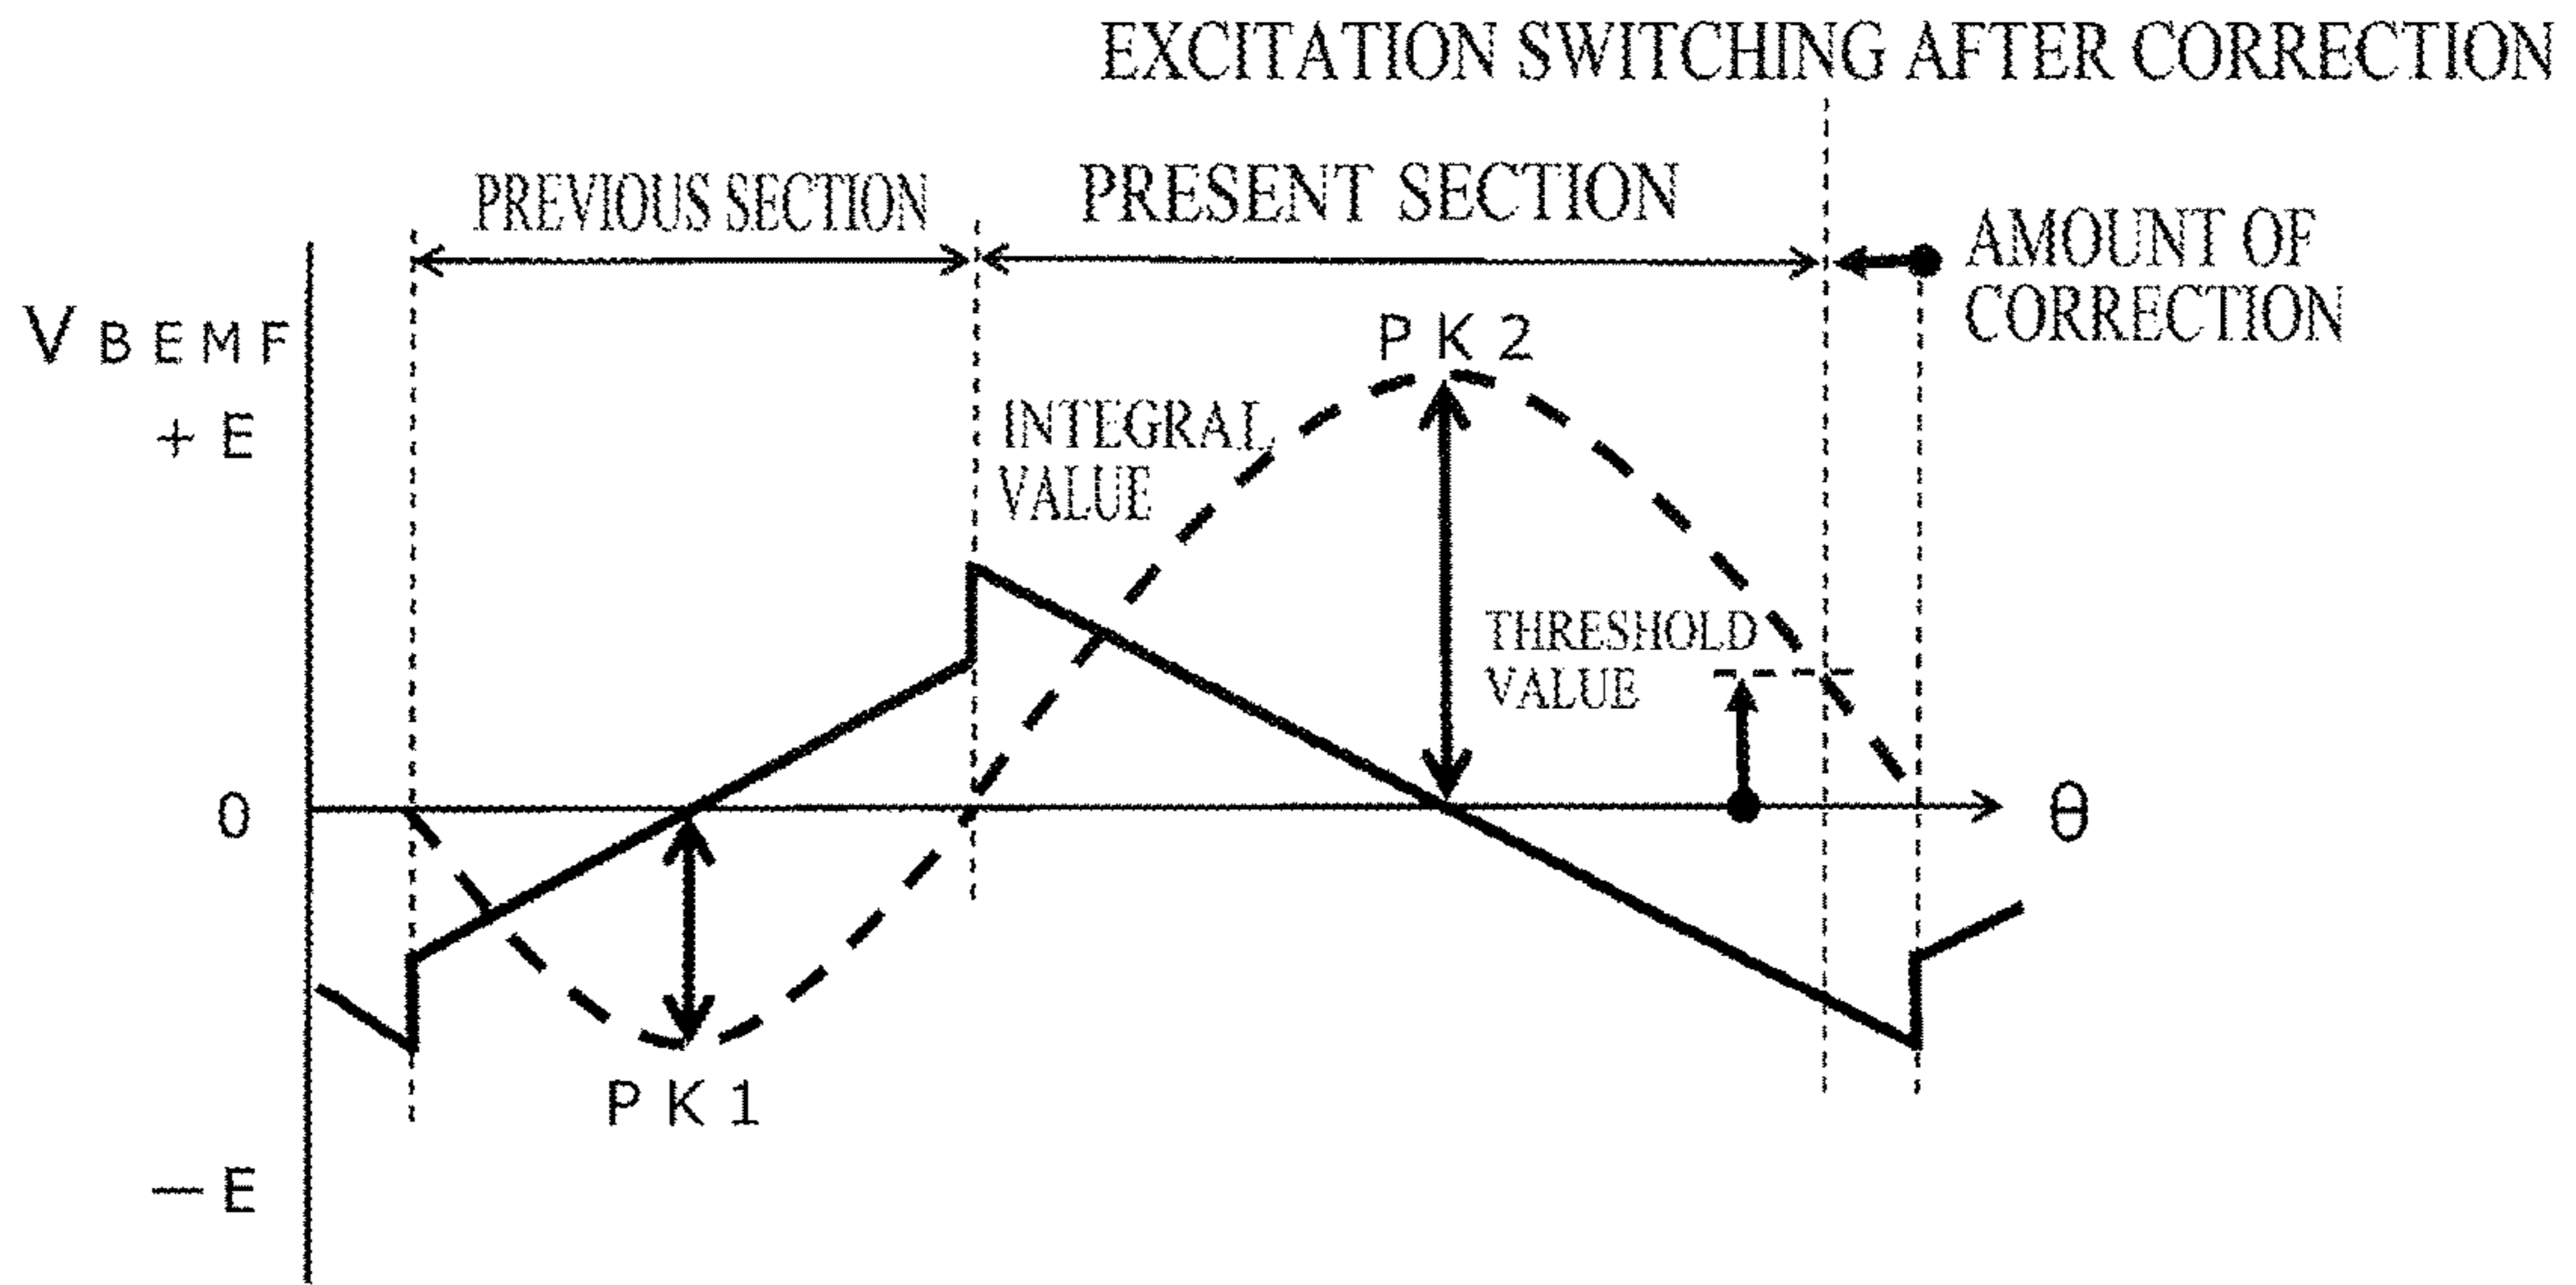 EXCITATION SWITCHING AFTER CORRECTION
PREVIOUS SECTION
PRESENT SECTION
AMOUNT OF
CORRECTION
VBEMF
PK2
+E
INTEGRAL
VALUE
THRESHOLD
VALUE
0
θ
PK1
−E